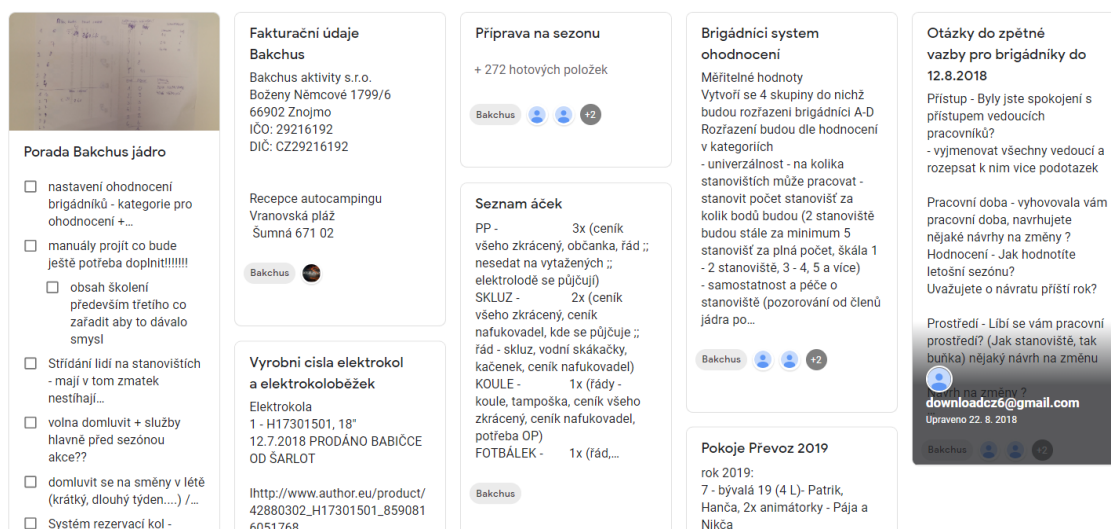 Porada Bakchus jádro
nastavení ohodnocení
brigádníků - kategorie pro
ohodnocení +...
manuály projít co bude
ještě potřeba doplnit!!!!!!!
obsah školení
především třetího co
zařadit aby to dávalo
smysl
Střídání lidí na stanovištích
- mají v tom zmatek
nestíhají...
volna domluvit + služby
hlavně před sezónou
akce??
domluvit se na směny v létě
(krátký, dlouhý týden....) /...
Systém rezervací kol -
Fakturační údaje
Bakchus
Bakchus aktivity s.r.o.
Boženy Němcové 1799/6
66902 Znojmo
IČO: 29216192
DIČ: CZ29216192
Recepce autocampingu
Vranovská pláž
Šumná 671 02
Bakchus
Vyrobni cisla elektrokol
a elektrokoloběžek
Elektrokola
1 - H17301501, 18"
12.7.2018 PRODÁNO BABIČCE
OD ŠARLOT
lhttp://www.author.eu/product/
42880302_H17301501_859081
6051768
Příprava na sezonu
+ 272 hotových položek
Bakchus
+2
Seznam áček
PP - 3x (ceník
všeho zkrácený, občanka, řád ;;
nesedat na vytažených ;;
elektrolodě se půjčují)
SKLUZ - 2x (ceník
všeho zkrácený, ceník
nafukovadel, kde se půjčuje ;;
řád - skluz, vodní skákačky,
kačenek, ceník nafukovadel)
KOULE - 1x (řády -
koule, tampoška, ceník všeho
zkrácený, ceník nafukovadel,
potřeba OP)
FOTBÁLEK - 1x (řád,...
Bakchus
Brigádníci system
ohodnocení
Měřitelné hodnoty
Vytvoří se 4 skupiny do nichž
budou rozřazeni brigádníci A-D
Rozřazení budou dle hodnocení
v kategoriích
- univerzálnost - na kolika
stanovištích může pracovat -
stanovit počet stanovišť za
kolik bodů budou (2 stanoviště
budou stále za minimum 5
stanovišť za plná počet, škála 1
- 2 stanoviště, 3 - 4, 5 a více)
- samostatnost a péče o
stanoviště (pozorování od členů
jádra po...
Bakchus
+2
Pokoje Převoz 2019
rok 2019:
7 - bývalá 19 (4 L)- Patrik,
Hanča, 2x animátorky - Pája a
Nikča
Otázky do zpětné
vazby pro brigádníky do
12.8.2018
Přístup - Byly jste spokojení s
přístupem vedoucích
pracovníků?
- vyjmenovat všechny vedoucí a
rozepsat k nim vice podotazek
Pracovní doba - vyhovovala vám
pracovní doba, navrhujete
nějaké návrhy na změny ?
Hodnocení - Jak hodnotíte
letošní sezónu?
Uvažujete o návratu příští rok?
Prostředí - Líbí se vám pracovní
prostředí? (Jak stanoviště, tak
buňka) nějaký návrh na změnu
Návrh na změny ?
downloadcz6@gmail.com
Upraveno 22. 8. 2018
Bakchus
+2